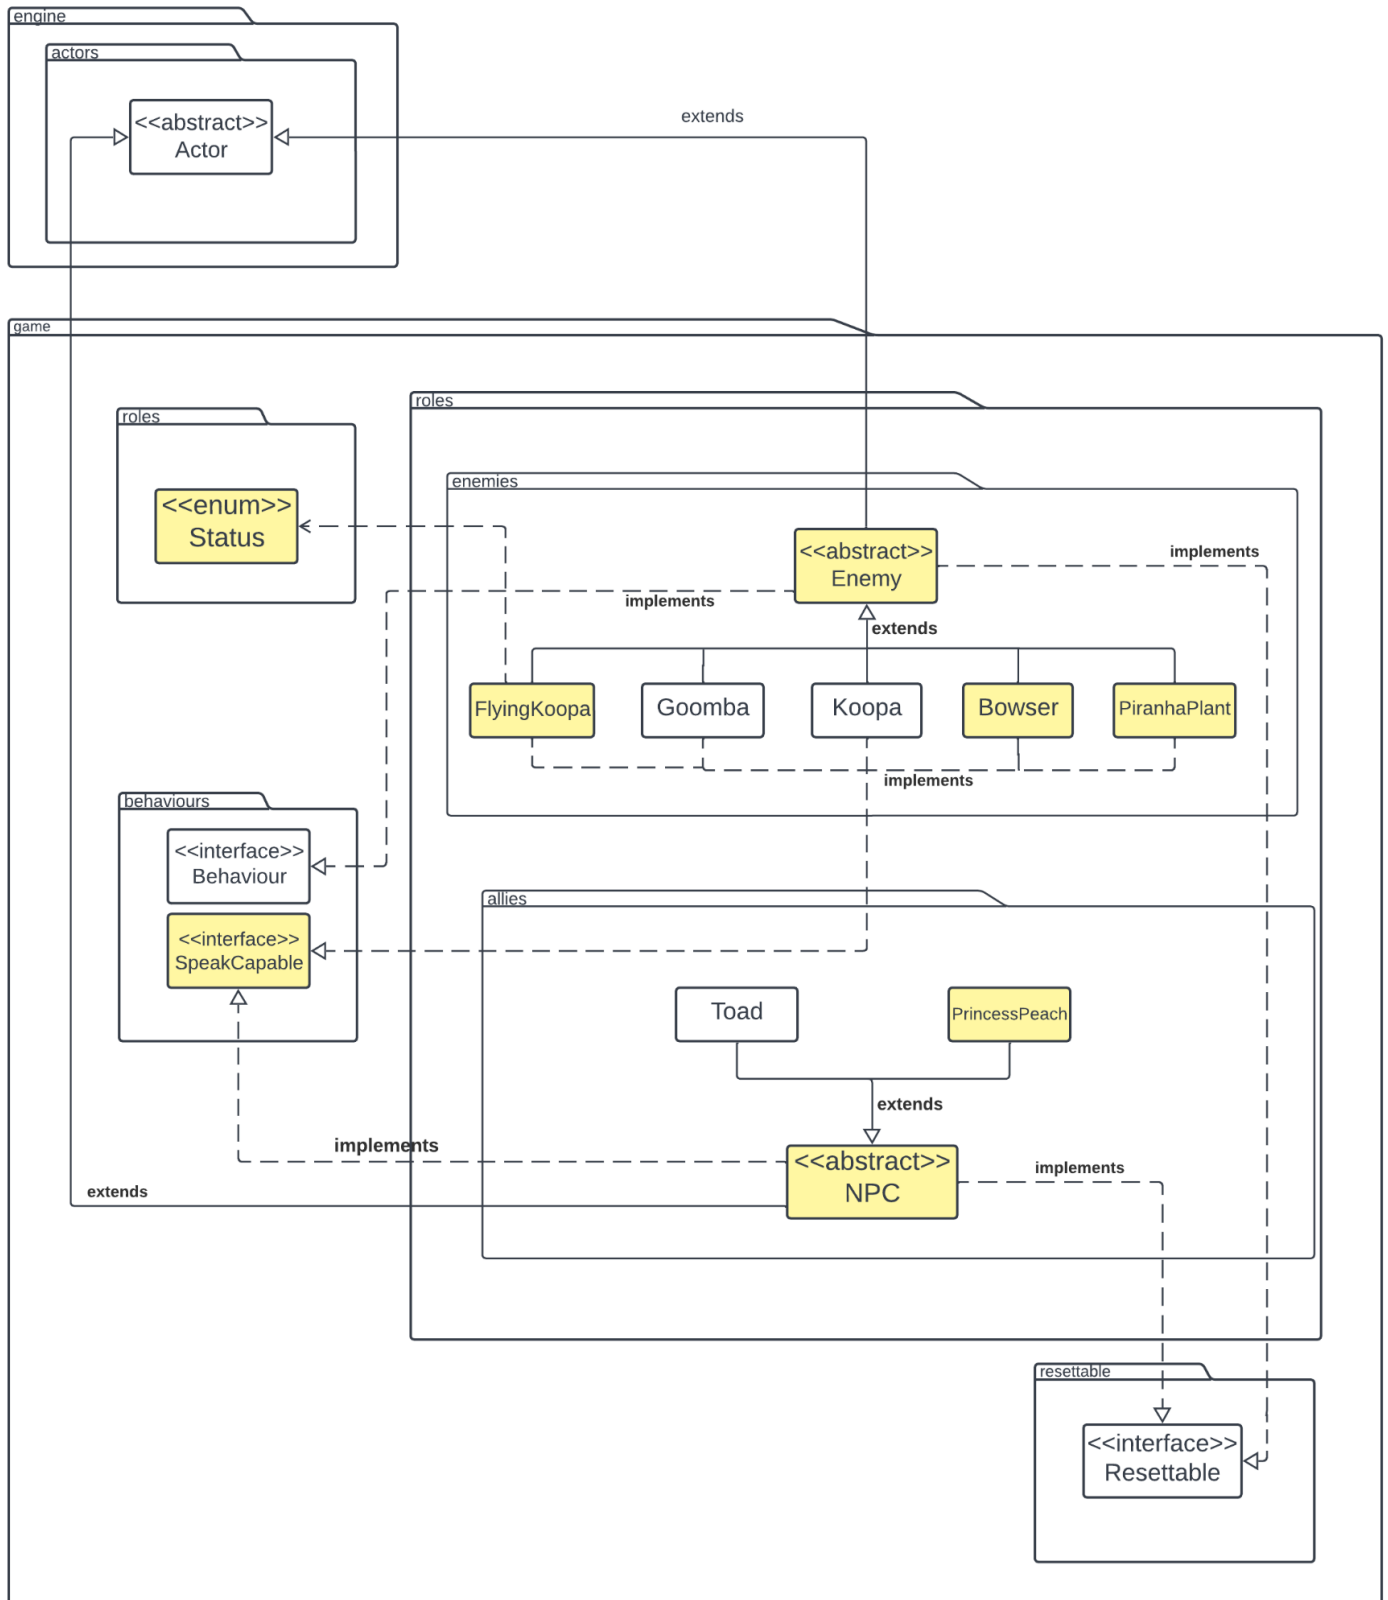 engine
actors
<<abstract>>
Actor
extends
game
roles
roles
enemies
<<enum>>
Status
<<abstract>>
Enemy
implements
implements
extends
FlyingKoopa
Goomba
Koopa
Bowser
PiranhaPlant
implements
behaviours
<<interface>>
Behaviour
<<interface>>
SpeakCapable
allies
Toad
PrincessPeach
extends
implements
<<abstract>>
NPC
implements
extends
resettable
<<interface>>
Resettable